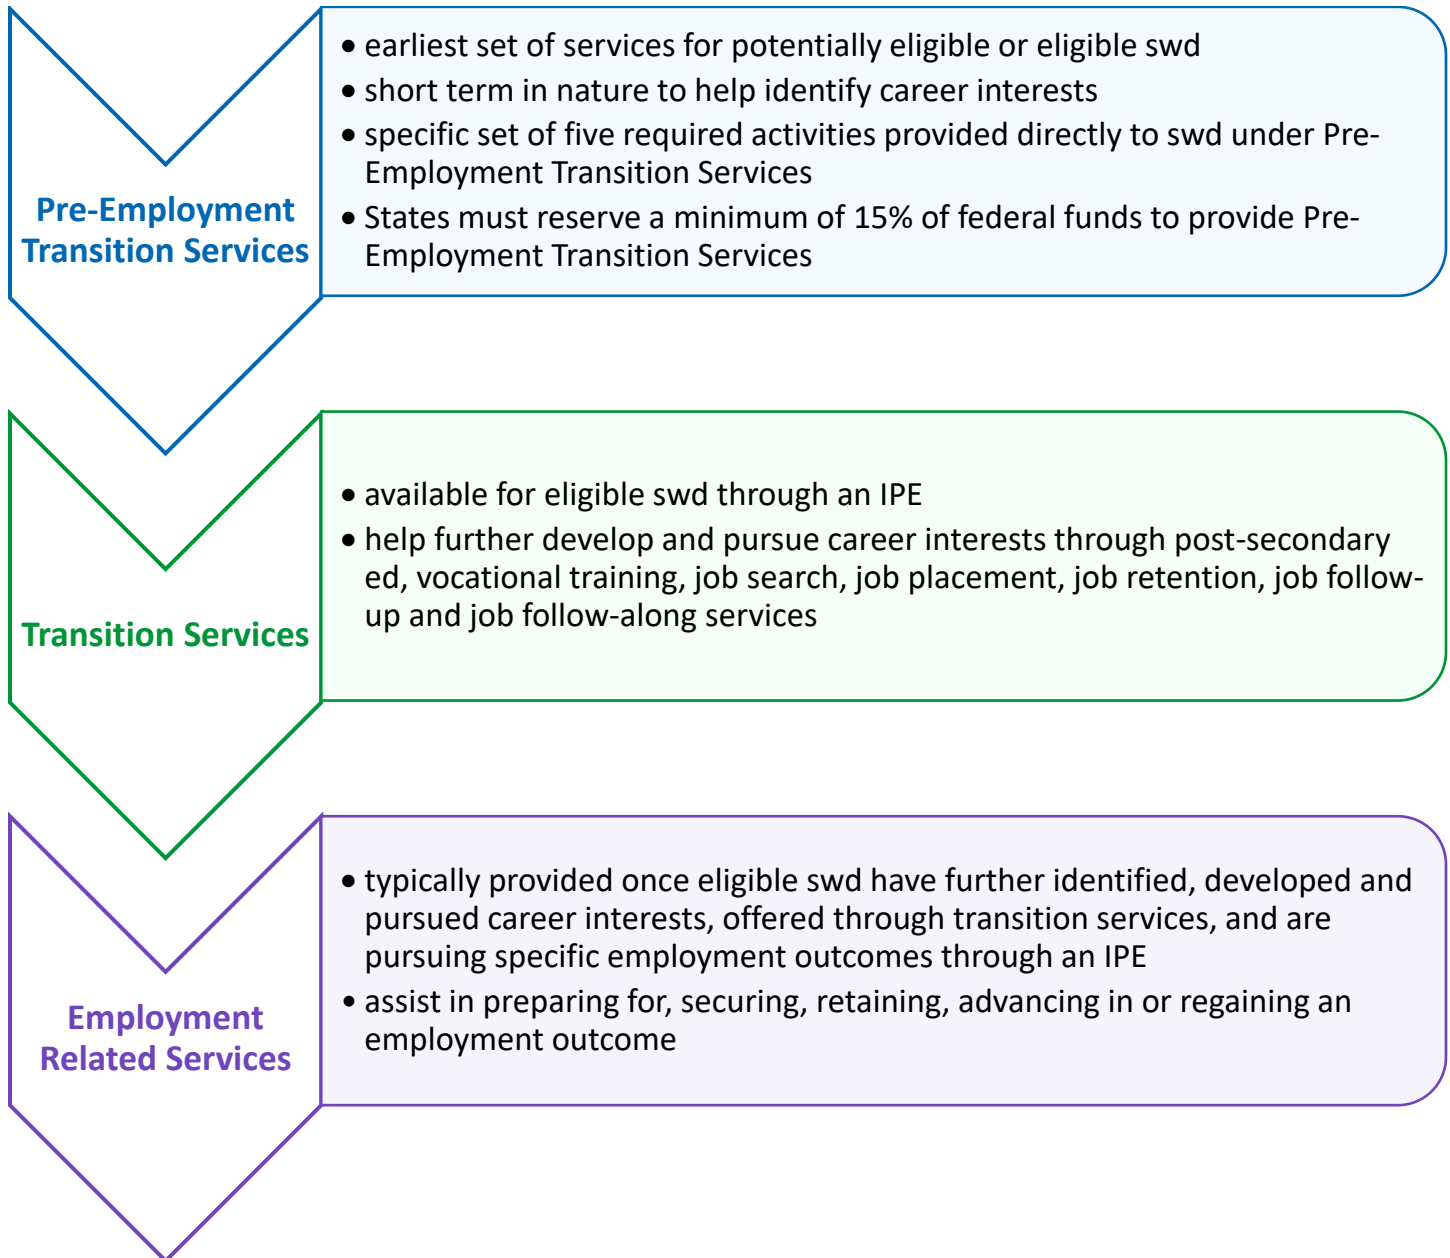 Pre-Employment
Transition Services
• earliest set of services for potentially eligible or eligible swd
• short term in nature to help identify career interests
• specific set of five required activities provided directly to swd under Pre-
Employment Transition Services
• States must reserve a minimum of 15% of federal funds to provide Pre-
Employment Transition Services
Transition Services
• available for eligible swd through an IPE
• help further develop and pursue career interests through post-secondary
ed, vocational training, job search, job placement, job retention, job follow-
up and job follow-along services
Employment
Related Services
• typically provided once eligible swd have further identified, developed and
pursued career interests, offered through transition services, and are
pursuing specific employment outcomes through an IPE
• assist in preparing for, securing, retaining, advancing in or regaining an
employment outcome